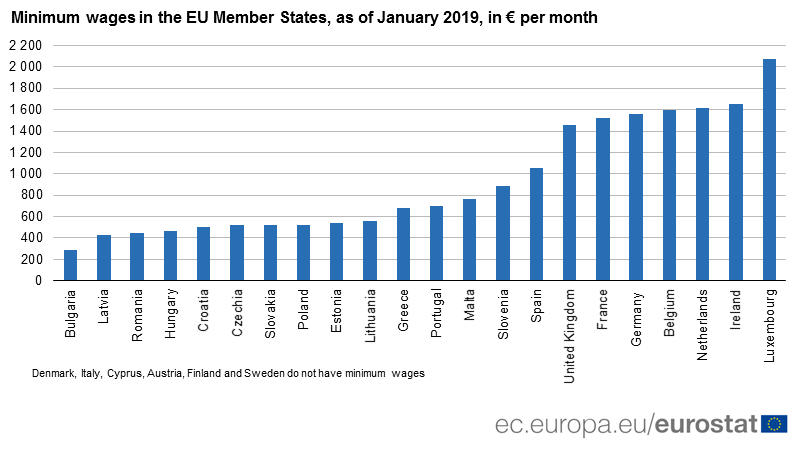 Minimum wages in the EU Member States, as of January 2019, in € per month
2 200
2 000
1 800
1 600
1 400
1 200
1 000
800
600
400
200
0
Bulgaria
Latvia
Romania
Hungary
Croatia
Czechia
Slovakia
Poland
Estonia
Lithuania
Greece
Portugal
Malta
Slovenia
Spain
United Kingdom
France
Germany
Belgium
Netherlands
Ireland
Luxembourg
Denmark, Italy, Cyprus, Austria, Finland and Sweden do not have minimum wages
ec.europa.eu/eurostat